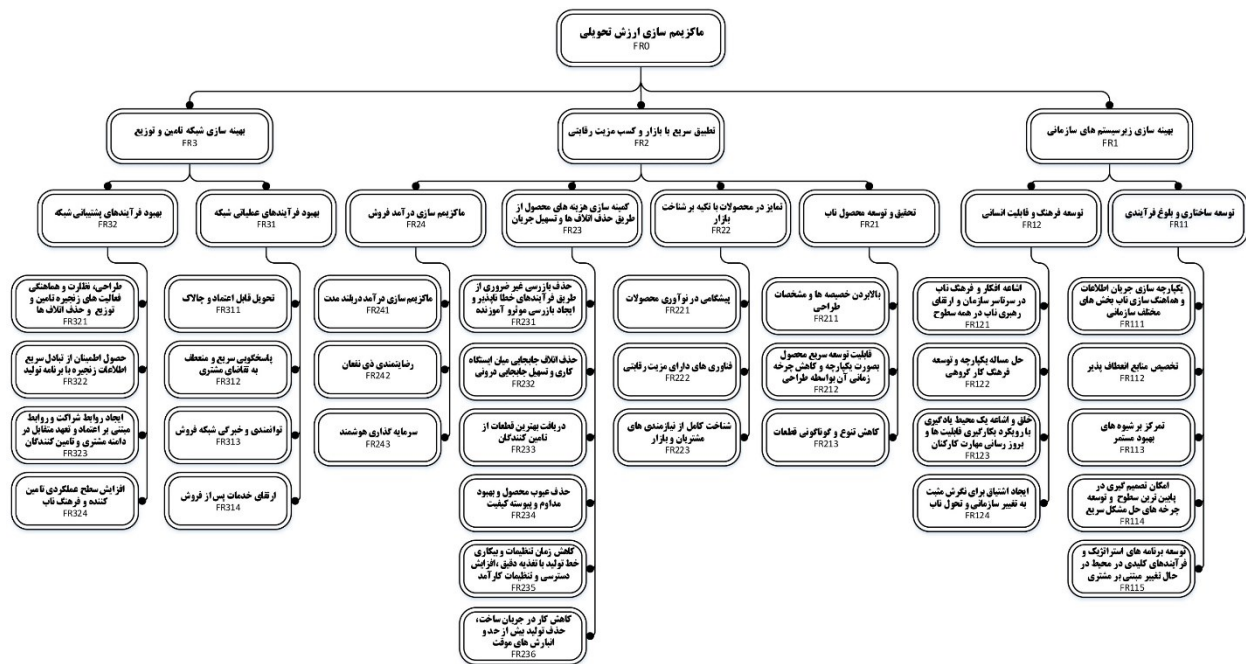 ماکزیمم سازی ارزش تحویلی
FR0
بهینه سازی زیرسیستم های سازمانی
FR1
تطبیق سریع با بازار و کسب مزیت رقابتی
FR2
بهینه سازی شبکه تامین و توزیع
FR3
توسعه ساختاری و بلوغ فرآیندی
FR11
توسعه فرهنگ و قابلیت انسانی
FR12
تحقیق و توسعه محصول ناب
FR21
تمایز در محصولات با تکیه بر شناخت
بازار
FR22
کمینه سازی هزینه های محصول از
طریق حذف اتلاف ها و تسهیل جریان
FR23
ماکزیمم سازی درآمد فروش
FR24
بهبود فرآیندهای عملیاتی شبکه
FR31
بهبود فرآیندهای پشتیبانی شبکه
FR32
یکپارچه سازی جریان اطلاعات
و هماهنگ سازی ناب بخش های
مختلف سازمانی
FR111
تخصیص منابع انعطاف پذیر
FR112
تمرکز بر شیوه های
بهبود مستمر
FR113
امکان تصمیم گیری در
پایین ترین سطوح و توسعه
چرخه های حل مشکل سریع
FR114
توسعه برنامه های استراتژیک و
فرآیندهای کلیدی در محیط در
حال تغییر مبتنی بر مشتری
FR115
اشاعه افکار و فرهنگ ناب
در سرتاسر سازمان و ارتقای
رهبری ناب در همه سطوح
FR121
حل مساله یکپارچه و توسعه
فرهنگ کار گروهی
FR122
خلق و اشاعه یک محیط یادگیری
با رویکرد بکارگیری قابلیت ها و
بروز رسانی مهارت کارکنان
FR123
ایجاد اشتیاق برای نگرش مثبت
به تغییر سازمانی و تحول ناب
FR124
بالابردن خصیصه ها و مشخصات
طراحی
FR211
قابلیت توسعه سریع محصول
بصورت یکپارچه و کاهش چرخه
زمانی آن بواسطه طراحی
FR212
کاهش تنوع و گوناگونی قطعات
FR213
پیشگامی در نوآوری محصولات
FR221
فناوری های دارای مزیت رقابتی
FR222
شناخت کامل از نیازمندی های
مشتریان و بازار
FR223
حذف بازرسی غیر ضروری از
طریق فرآیندهای خطا ناپذیر و
ایجاد بازرسی موثر و آموزنده
FR231
حذف اتلاف جابجایی میان ایستگاه
کاری و تسهیل جابجایی درونی
FR232
دریافت بهترین قطعات از
تامین کنندگان
FR233
حذف عیوب محصول و بهبود
مداوم و پیوسته کیفیت
FR234
کاهش زمان تنظیمات و بیکاری
خط تولید با تغذیه دقیق ،افزایش
دسترسی و تنظیمات کارآمد
FR235
کاهش کار در جریان ساخت،
حذف تولید بیش از حد و
انبارش های موقت
FR236
ماکزیمم سازی درآمد دربلند مدت
FR241
رضایتمندی ذی نفعان
FR242
سرمایه گذاری هوشمند
FR243
تحویل قابل اعتماد و چالاک
FR311
پاسخگویی سریع و منعطف
به تقاضای مشتری
FR312
توانمندی و خبرگی شبکه فروش
FR313
ارتقای خدمات پس از فروش
FR314
طراحی، نظارت و هماهنگی
فعالیت های زنجیره تامین و
توزیع و حذف اتلاف ها
FR321
حصول اطمینان از تبادل سریع
اطلاعات زنجیره با برنامه تولید
FR322
ایجاد روابط شراکت و روابط
مبتنی بر اعتماد و تعهد متقابل در
دامنه مشتری و تامین کنندگان
FR323
افزایش سطح عملکردی تامین
کننده و فرهنگ ناب
FR324